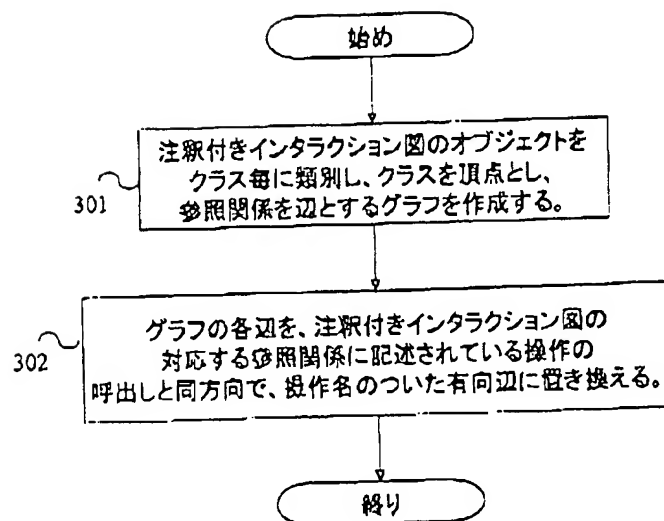 始め
注釈付きインタラクション図のオブジェクトを
クラス毎に類別し、クラスを頂点とし、
参照関係を辺とするグラフを作成する。
301
グラフの各辺を、注釈付きインタラクション図の
対応する参照関係に記述されている操作の
呼出しと同方向で、操作名のついた有向辺に置き換える。
302
終り